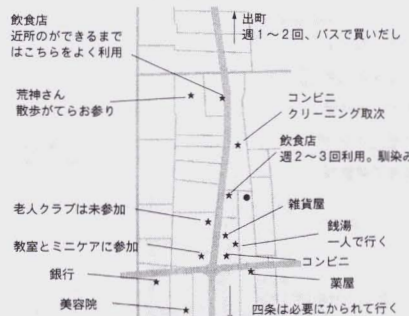 飲食店
近所のができるまで
はこちらをよく利用
出町
週1～2回、バスで買いだし
荒神さん
散歩がてらお参り
コンビニ
クリーニング取次
飲食店
週2～3回利用。馴染み
老人クラブは未参加
雑貨屋
銭湯
一人で行く
教室とミニケアに参加
コンビニ
銀行
薬屋
美容院
四条は必要にかられて行く